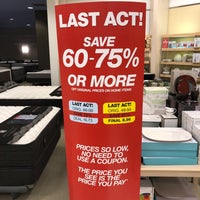 LAST ACT!
SAVE
60-75%
OR MORE
OFF ORIGINAL PRICES ON HOME ITEMS
LAST ACT! LAST ACT!
PRICES SO LOW,
NO NEED TO
USE A COUPON.
THE PRICE YOU
SEE IS THE
PRICE YOU PAY*